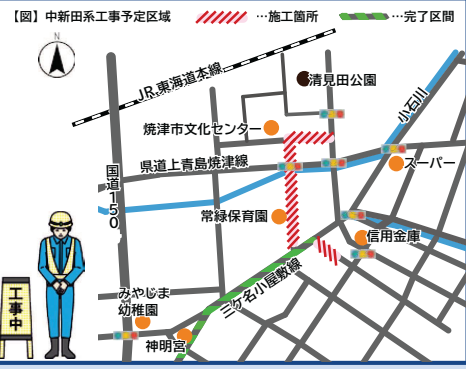 【図】中新田系工事予定区域 …施工箇所 …完了区間
N
JR東海道本線
清見田公園
小石川
焼津市文化センター
県道上青島焼津線
スーパー
国道150
常緑保育園
信用金庫
三ケ名小屋敷線
みやじま
幼稚園
神明宮
工事中